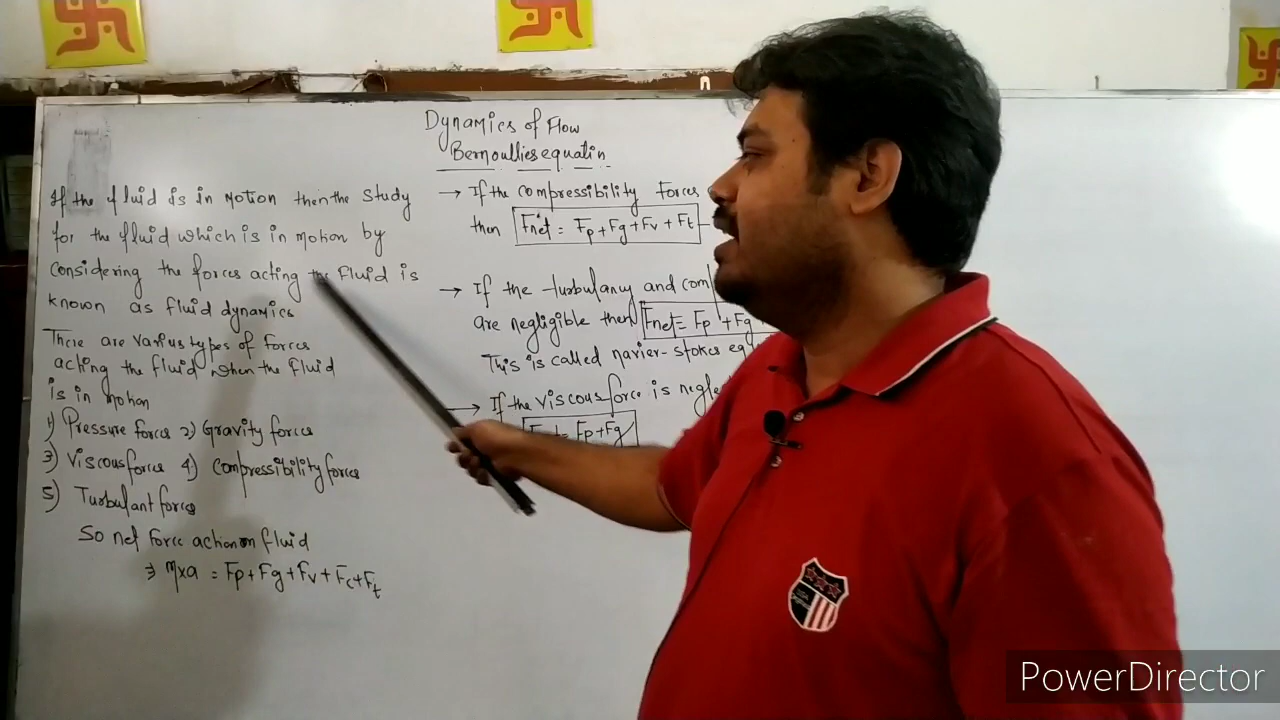 Dynamics of Flow
Bernoullies equatin
If the fluid is in Motion then the Study
for the fluid which is in motion by
considering the forces acting the fluid is
known as fluid dynamics
There are varius types of forces
acting the fluid when the fluid
is in motion
1) Pressure forces 2) Gravity forces
3) Viscous forces 4) Compressibility forces
5) Turbulant forces
So net force action on fluid
⇒ Mxa = Fp+Fg+Fv+Fc+Ft
→ If the compressibility Forces
then Fnet = Fp+Fg+Fv+Ft
→ If the turbulancy and com
are negligible then Fnet = Fp+Fg
This is called navier-stokes eq
→ If the viscous force is negle
= Fp+Fg
PowerDirector